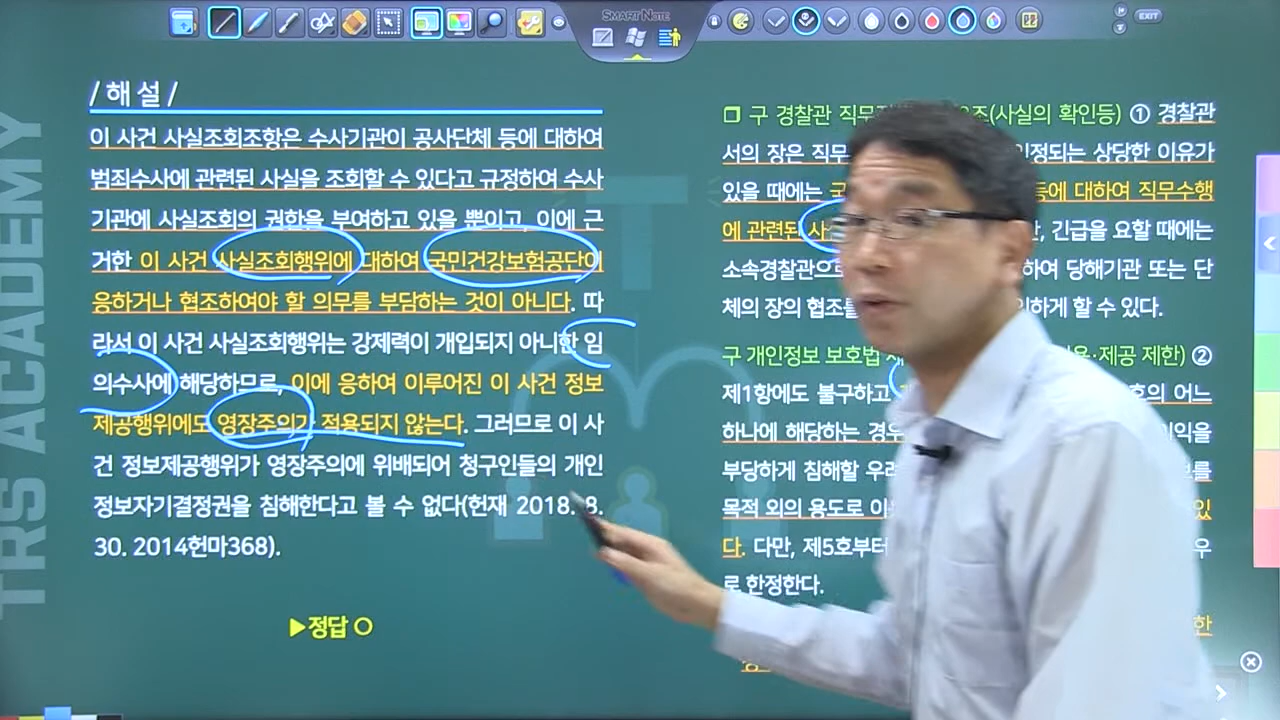 SMART NOTE
EXIT
TRS ACADEMY
/ 해 설 /
이 사건 사실조회조항은 수사기관이 공사단체 등에 대하여
범죄수사에 관련된 사실을 조회할 수 있다고 규정하여 수사
기관에 사실조회의 권한을 부여하고 있을 뿐이고, 이에 근
거한 이 사건 사실조회행위에 대하여 국민건강보험공단이
응하거나 협조하여야 할 의무를 부담하는 것이 아니다. 따
라서 이 사건 사실조회행위는 강제력이 개입되지 아니한 임
의수사에 해당하므로, 이에 응하여 이루어진 이 사건 정보
제공행위에도 영장주의가 적용되지 않는다. 그러므로 이 사
건 정보제공행위가 영장주의에 위배되어 청구인들의 개인
정보자기결정권을 침해한다고 볼 수 없다(헌재 2018. 8.
30. 2014헌마368).
▶정답 ○
❒ 구 경찰관 직무 조(사실의 확인등) ① 경찰관
서의 장은 직무 인정되는 상당한 이유가
있을 때에는 등에 대하여 직무수행
에 관련된 긴급을 요할 때에는
소속경찰관으로 하여 당해기관 또는 단
체의 장의 협조를 하게 할 수 있다.
구 개인정보 보호법 제공 제한) ②
제1항에도 불구하고 호의 어느
하나에 해당하는 경우 이익을
부당하게 침해할 우려
목적 외의 용도로 있
다. 다만, 제5호부터 우
로 한정한다.
한